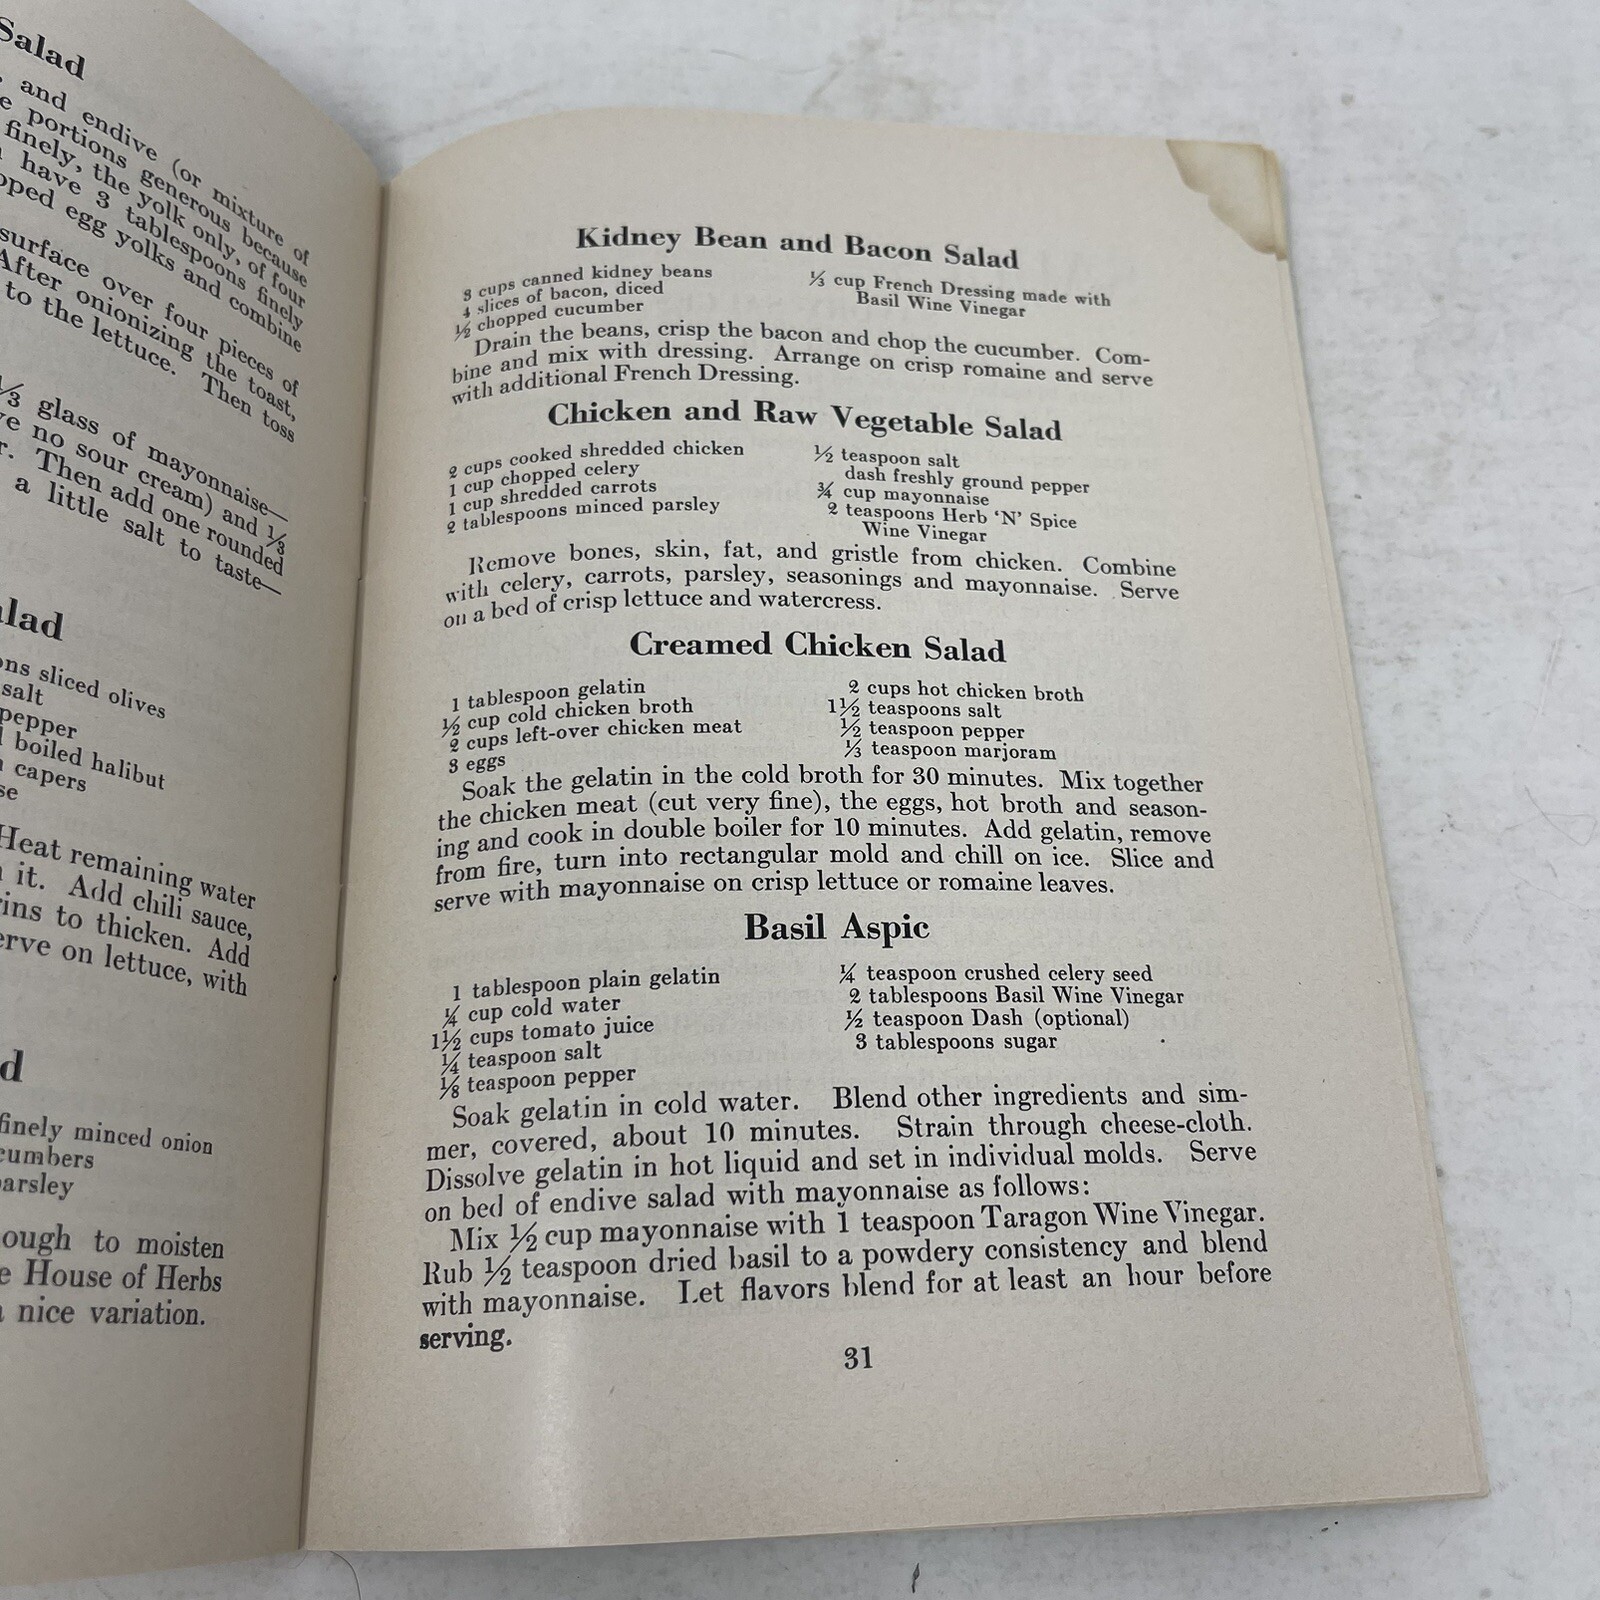 Salad
and endive (or mixture of
portions generous because
finely, the yolk only, of four
have 3 tablespoons finely
egg yolks and combine
surface over four pieces of
After onionizing the toast,
to the lettuce. Then toss
1/3 glass of mayonnaise—
no sour cream) and 1/3
Then add one rounded
a little salt to taste—
sliced olives
salt
pepper
boiled halibut
capers
Heat remaining water
it. Add chili sauce,
to thicken. Add
on lettuce, with
finely minced onion
to moisten
House of Herbs
nice variation.
Kidney Bean and Bacon Salad
3 cups canned kidney beans
4 slices of bacon, diced
½ chopped cucumber
⅓ cup French Dressing made with
Basil Wine Vinegar
Drain the beans, crisp the bacon and chop the cucumber. Com-
bine and mix with dressing. Arrange on crisp romaine and serve
with additional French Dressing.
Chicken and Raw Vegetable Salad
2 cups cooked shredded chicken
1 cup chopped celery
1 cup shredded carrots
2 tablespoons minced parsley
½ teaspoon salt
dash freshly ground pepper
¾ cup mayonnaise
2 teaspoons Herb ‘N’ Spice
Wine Vinegar
Remove bones, skin, fat, and gristle from chicken. Combine
with celery, carrots, parsley, seasonings and mayonnaise. Serve
on a bed of crisp lettuce and watercress.
Creamed Chicken Salad
1 tablespoon gelatin
½ cup cold chicken broth
2 cups left-over chicken meat
3 eggs
2 cups hot chicken broth
1½ teaspoons salt
½ teaspoon pepper
⅓ teaspoon marjoram
Soak the gelatin in the cold broth for 30 minutes. Mix together
the chicken meat (cut very fine), the eggs, hot broth and season-
ing and cook in double boiler for 10 minutes. Add gelatin, remove
from fire, turn into rectangular mold and chill on ice. Slice and
serve with mayonnaise on crisp lettuce or romaine leaves.
Basil Aspic
1 tablespoon plain gelatin
¼ cup cold water
1½ cups tomato juice
¼ teaspoon salt
⅛ teaspoon pepper
¼ teaspoon crushed celery seed
2 tablespoons Basil Wine Vinegar
½ teaspoon Dash (optional)
3 tablespoons sugar
Soak gelatin in cold water. Blend other ingredients and sim-
mer, covered, about 10 minutes. Strain through cheese-cloth.
Dissolve gelatin in hot liquid and set in individual molds. Serve
on bed of endive salad with mayonnaise as follows:
Mix ½ cup mayonnaise with 1 teaspoon Taragon Wine Vinegar.
Rub ½ teaspoon dried basil to a powdery consistency and blend
with mayonnaise. Let flavors blend for at least an hour before
serving.
31